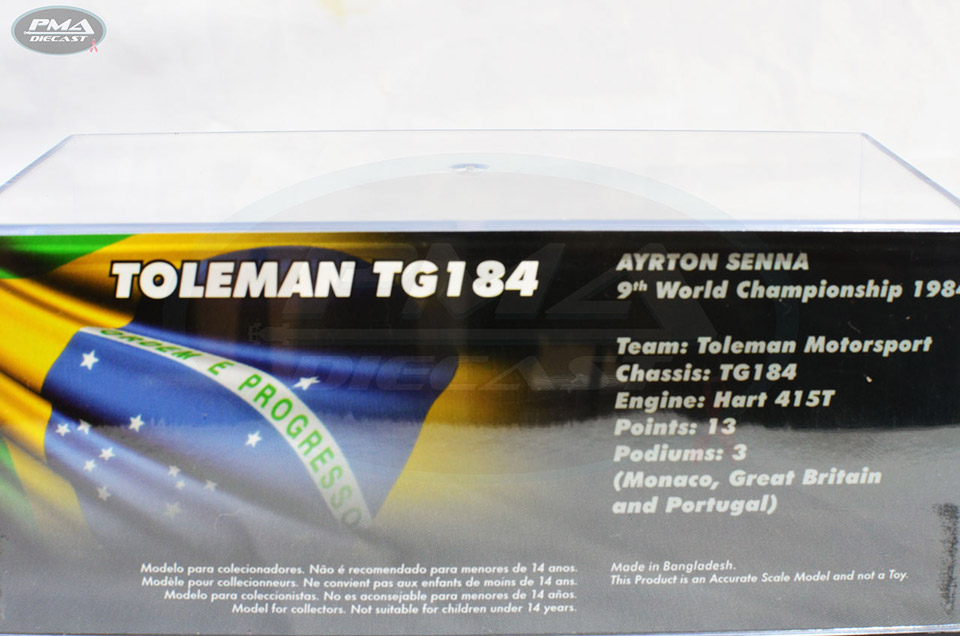 PMA
DIECAST
TOLEMAN TG184
ORDEM E PROGRESSO
AYRTON SENNA
9th World Championship 1984
Team: Toleman Motorsport
Chassis: TG184
Engine: Hart 415T
Points: 13
Podiums: 3
(Monaco, Great Britain
and Portugal)
PMA
DIECAST
Modelo para colecionadores. Não é recomendado para menores de 14 anos.
Modèle pour collectionneurs. Ne convient pas aux enfants de moins de 14 ans.
Modelo para coleccionistas. No es aconsejable para menores de 14 años.
Model for collectors. Not suitable for children under 14 years.
Made in Bangladesh.
This Product is an Accurate Scale Model and not a Toy.